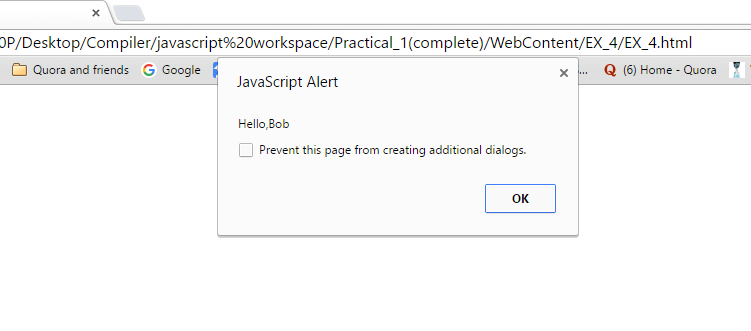 0P/Desktop/Compiler/javascript%20workspace/Practical_1(complete)/WebContent/EX_4/EX_4.html
Quora and friends Google ... Q (6) Home - Quora
JavaScript Alert
Hello,Bob
Prevent this page from creating additional dialogs.
OK